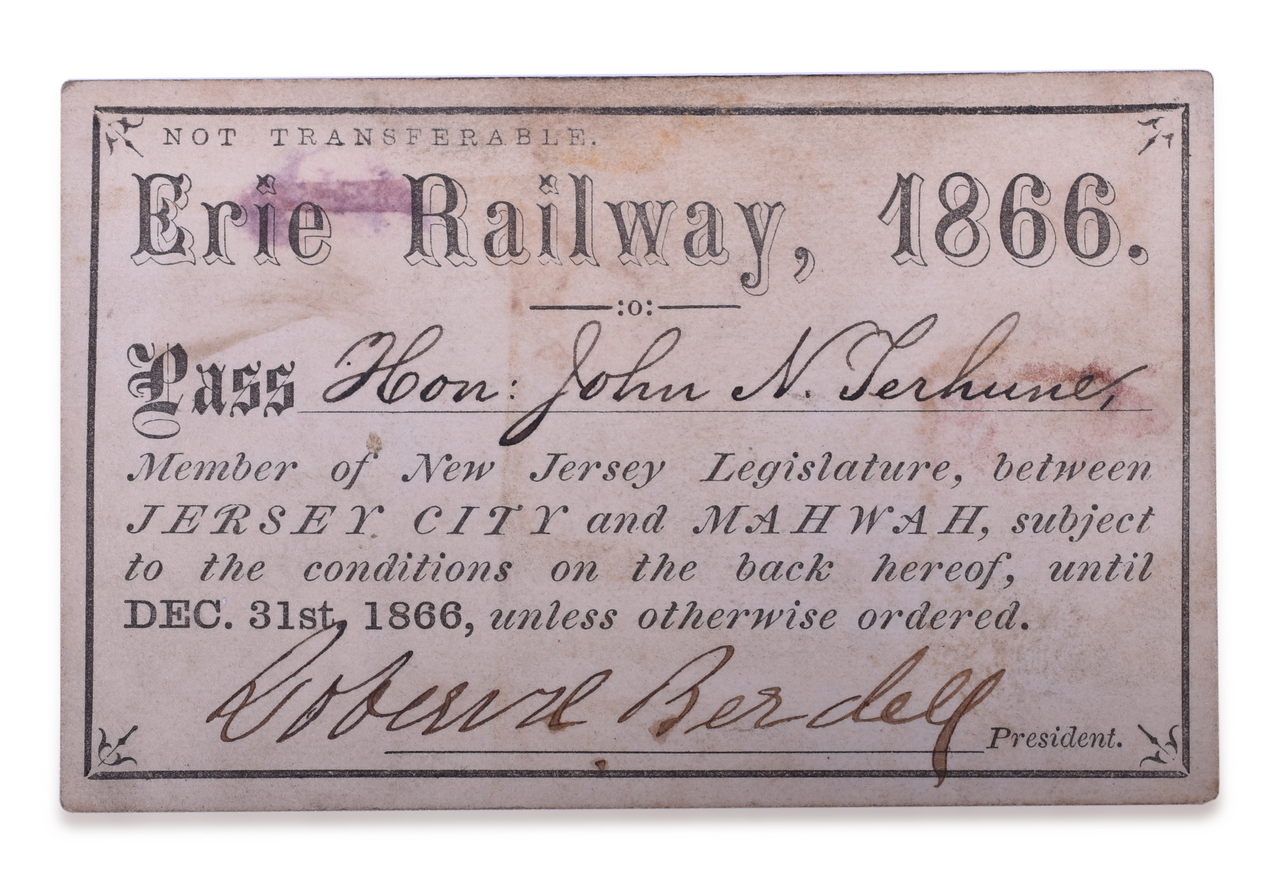 NOT TRANSFERABLE.
Erie Railway, 1866.
:o:
Pass Hon: John N. Terhune,
Member of New Jersey Legislature, between
JERSEY CITY and MAHWAH, subject
to the conditions on the back hereof, until
DEC. 31st, 1866, unless otherwise ordered.
Berdell
President.